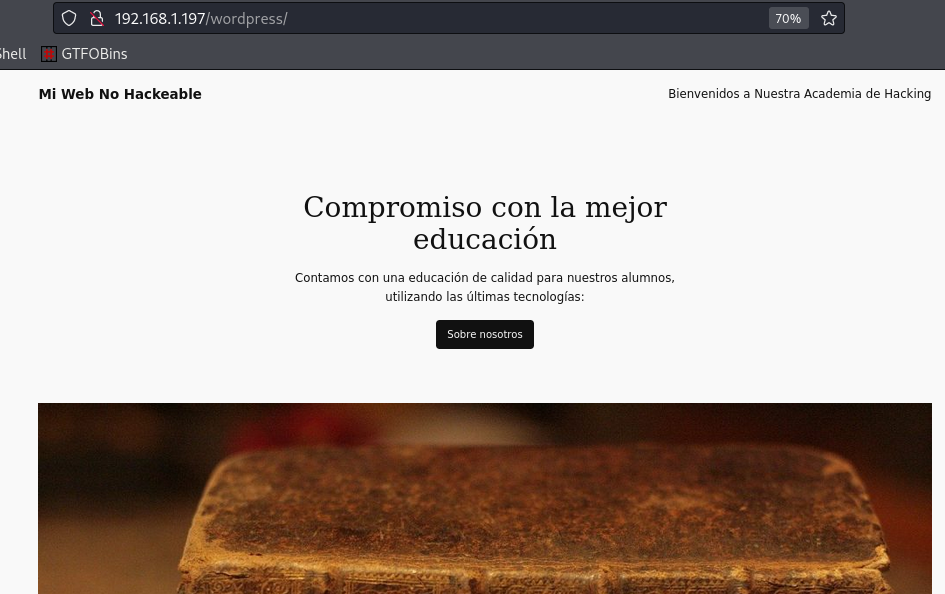 192.168.1.197/wordpress/
70%
GTFOBins
Mi Web No Hackeable
Bienvenidos a Nuestra Academia de Hacking
Compromiso con la mejor
educación
Contamos con una educación de calidad para nuestros alumnos,
utilizando las últimas tecnologías:
Sobre nosotros